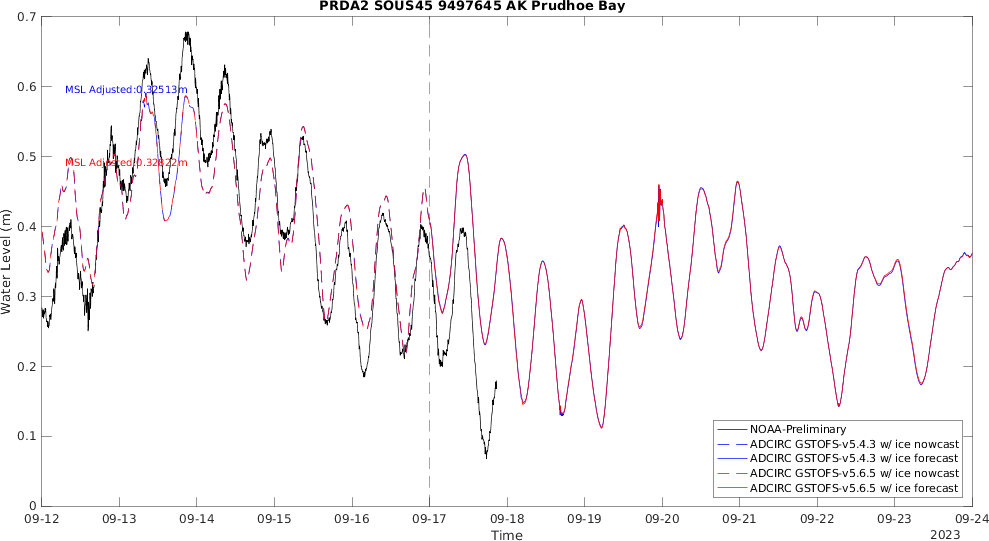 PRDA2 SOUS45 9497645 AK Prudhoe Bay
0.7
0.6
0.5
0.4
0.3
0.2
0.1
0
Water Level (m)
MSL Adjusted:0.32513m
MSL Adjusted:0.32822m
NOAA-Preliminary
ADCIRC GSTOFS-v5.4.3 w/ ice nowcast
ADCIRC GSTOFS-v5.4.3 w/ ice forecast
ADCIRC GSTOFS-v5.6.5 w/ ice nowcast
ADCIRC GSTOFS-v5.6.5 w/ ice forecast
09-12 09-13 09-14 09-15 09-16 09-17 09-18 09-19 09-20 09-21 09-22 09-23 09-24
Time
2023